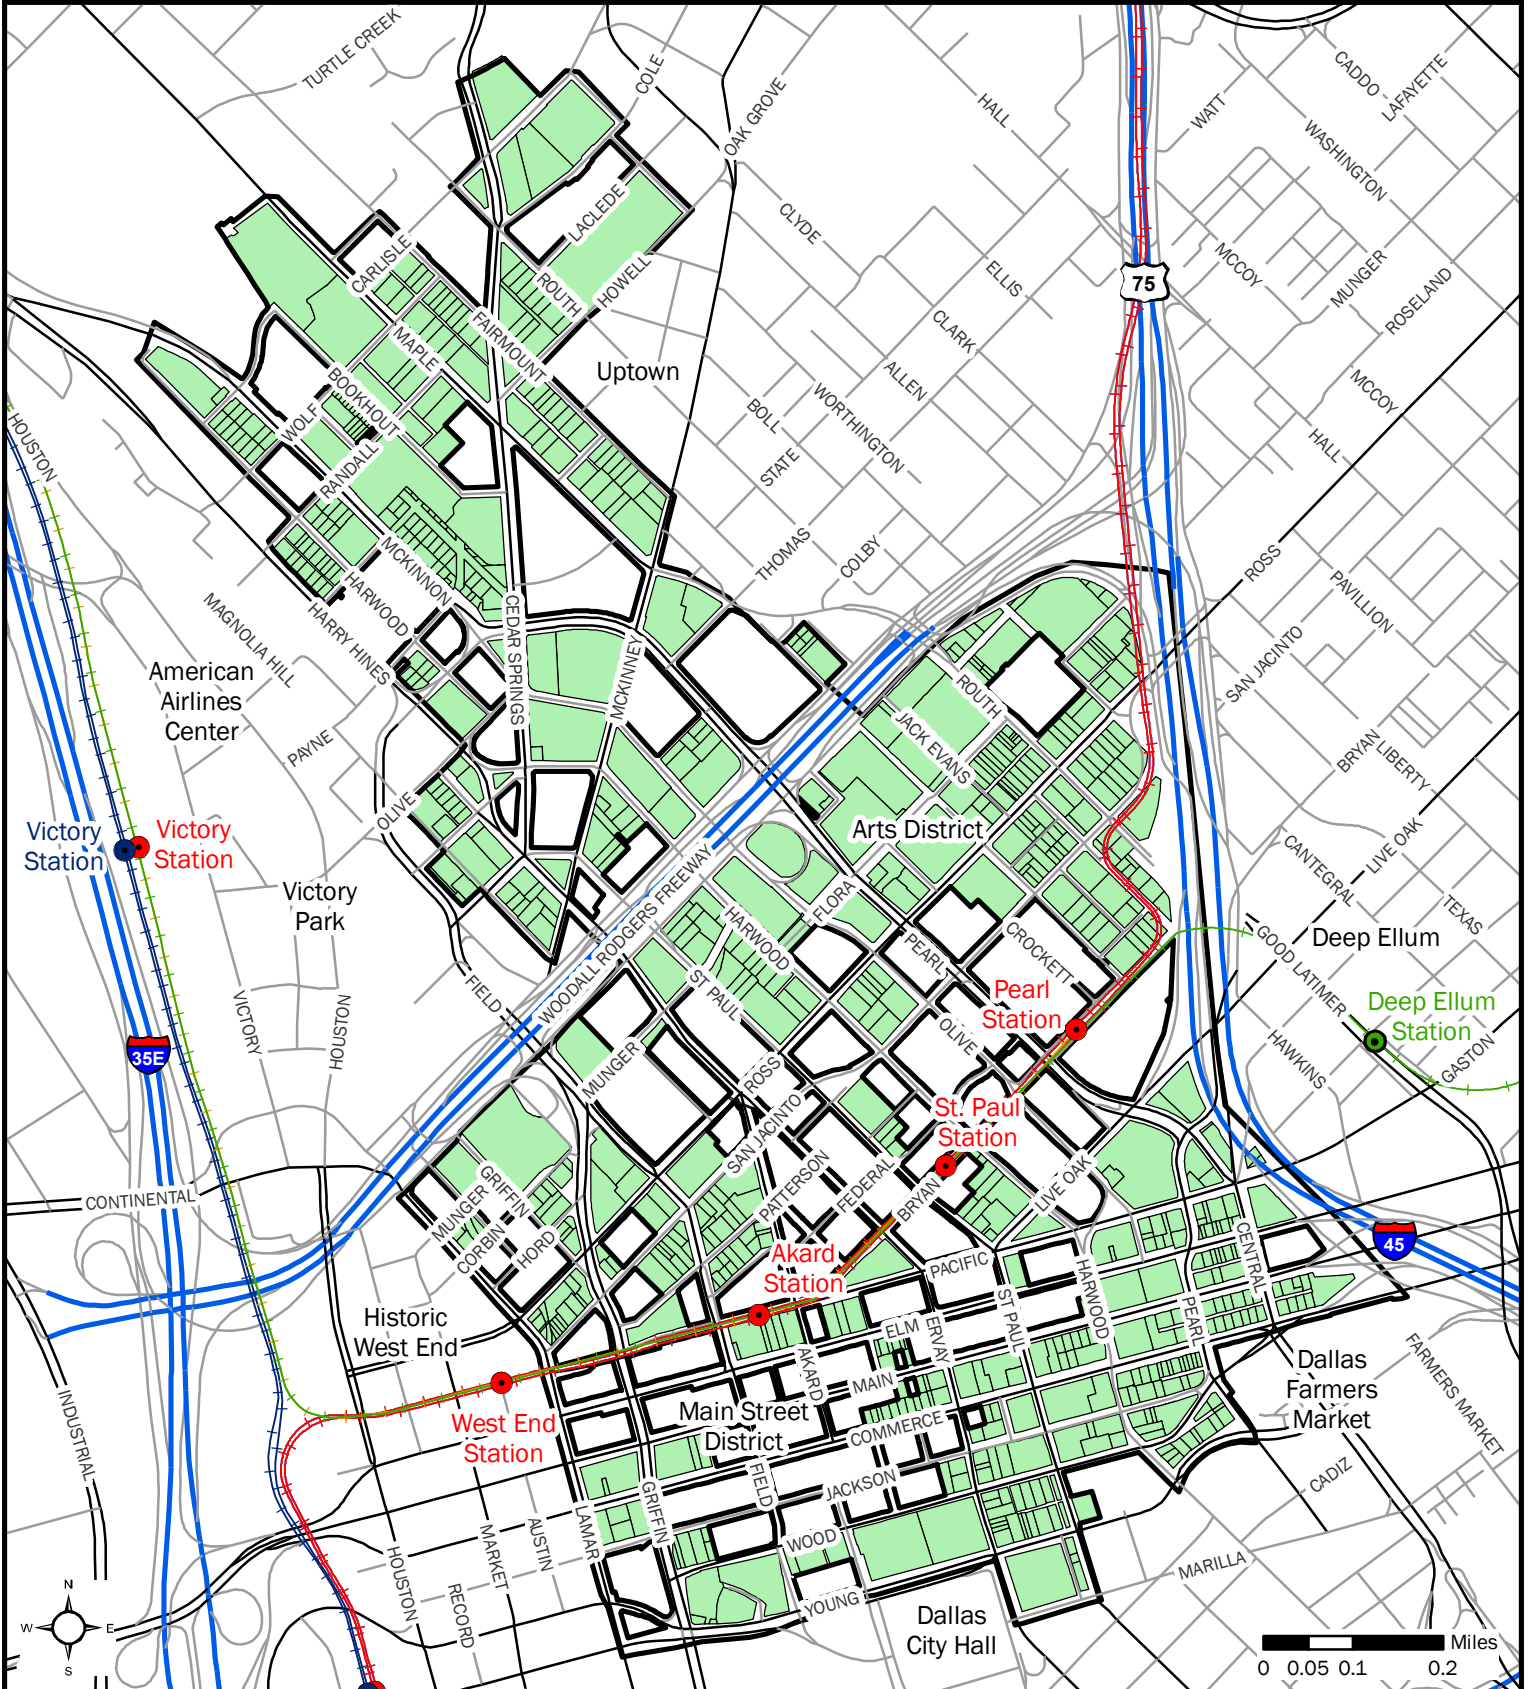 TURTLE CREEK
COLE
OAK GROVE
HALL
WATT
CADDO
LAFAYETTE
WASHINGTON
LACLEDE
CLYDE
CARLISLE
ROUTH
HOWELL
ELLIS
75
MCCOY
MUNGER
ROSELAND
FAIRMOUNT
MAPLE
CLARK
Uptown
BOOKHOUT
ALLEN
WORTHINGTON
MCCOY
WOLF
BOLL
HOUSTON
RANDALL
STATE
HALL
MCKINNON
THOMAS
COLBY
ROSS
HARWOOD
CEDAR SPRINGS
PAVILLION
MAGNOLIA HILL
HARRY HINES
MCKINNEY
SAN JACINTO
American
Airlines
Center
ROUTH
JACK EVANS
PAYNE
BRYAN
LIBERTY
OLIVE
Victory
Station
Victory
Station
Arts District
CANTEGRAL
LIVE OAK
Victory
Park
WOODALL RODGERS FREEWAY
FLORA
HARWOOD
TEXAS
PEARL
CROCKETT
GOOD LATIMER
Deep Ellum
FIELD
ST PAUL
Pearl
Station
Deep Ellum
Station
VICTORY
HOUSTON
OLIVE
35E
MUNGER
ROSS
HAWKINS
GASTON
St. Paul
Station
SAN JACINTO
CONTINENTAL
GRIFFIN
MUNGER
PATTERSON
FEDERAL
BRYAN
LIVE OAK
CORBIN
HORD
CENTRAL
45
Akard
Station
PACIFIC
HARWOOD
ST PAUL
PEARL
Historic
West End
ELM
ERVAY
AKARD
MAIN
Dallas
Farmers
Market
FARMERS MARKET
INDUSTRIAL
West End
Station
Main Street
District
COMMERCE
GRIFFIN
FIELD
JACKSON
CADIZ
LAMAR
AUSTIN
MARKET
HOUSTON
RECORD
WOOD
YOUNG
MARILLA
Dallas
City Hall
N
W
E
S
Miles
0 0.05 0.1 0.2